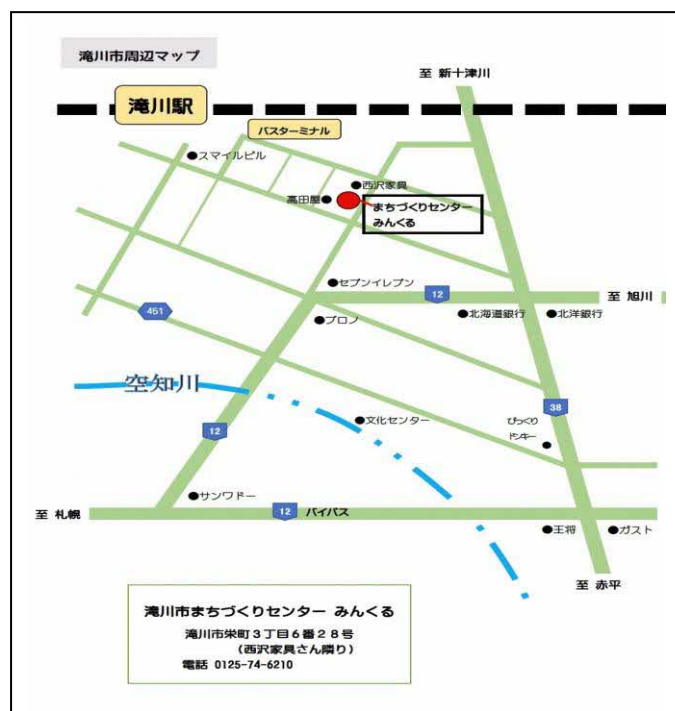 滝川市周辺マップ
至 新十津川
滝川駅
バスターミナル
スマイルビル
西沢家具
高田屋
まちづくりセンター
みんくる
セブンイレブン
12
至 旭川
451
プロノ
北海道銀行
北洋銀行
空知川
38
12
文化センター
びっくり
ドンキー
サンワドー
至 札幌
12
バイパス
王将
ガスト
至 赤平
滝川市まちづくりセンター みんくる
滝川市栄町3丁目6番28号
(西沢家具さん隣り)
電話 0125-74-6210